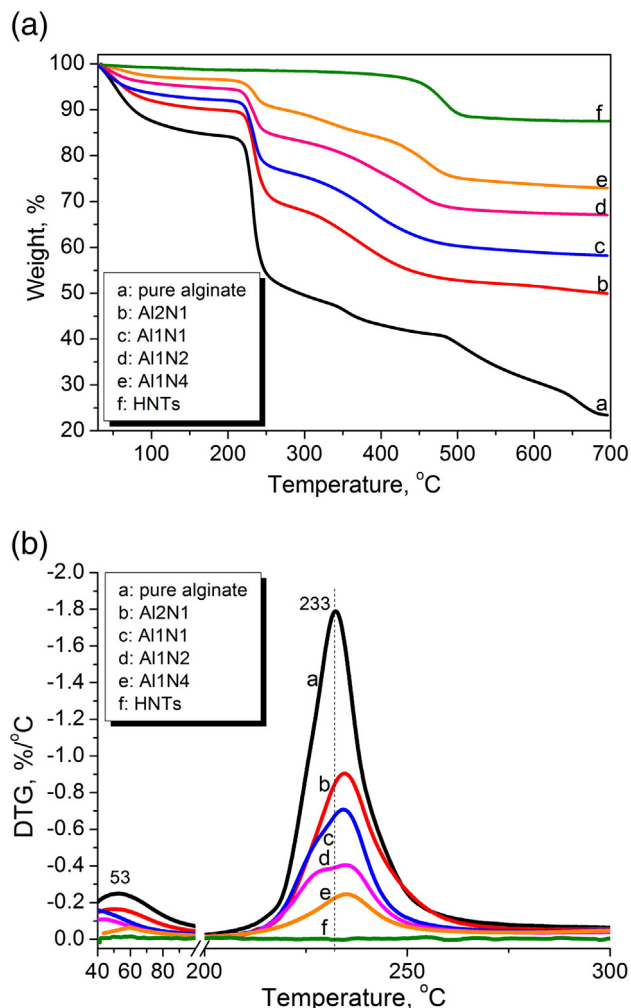 (a)
100
90
80
70
60
50
40
30
20
Weight, %
f
e
d
c
b
a
a: pure alginate
b: Al2N1
c: Al1N1
d: Al1N2
e: Al1N4
f: HNTs
100 200 300 400 500 600 700
Temperature, °C
(b)
-2.0
-1.8
-1.6
-1.4
-1.2
-1.0
-0.8
-0.6
-0.4
-0.2
0.0
DTG, %/°C
a: pure alginate
b: Al2N1
c: Al1N1
d: Al1N2
e: Al1N4
f: HNTs
233
a
b
c
d
e
f
53
40 60 80 200 250 300
Temperature, °C